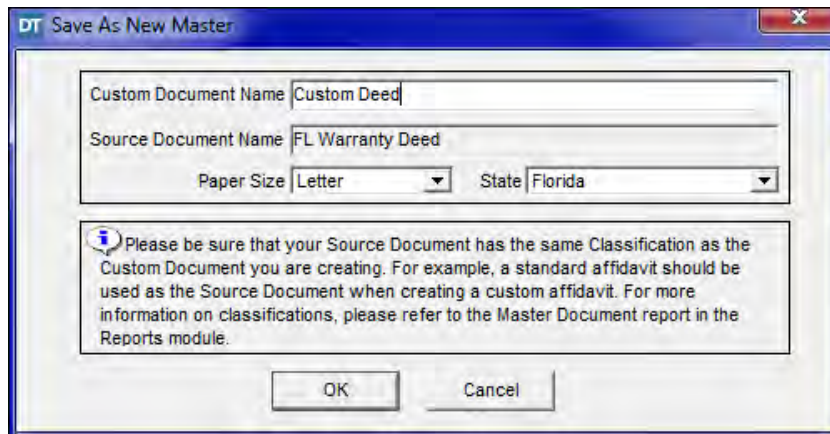 DT Save As New Master
Custom Document Name Custom Deed
Source Document Name FL Warranty Deed
Paper Size Letter State Florida
Please be sure that your Source Document has the same Classification as the
Custom Document you are creating. For example, a standard affidavit should be
used as the Source Document when creating a custom affidavit. For more
information on classifications, please refer to the Master Document report in the
Reports module.
OK Cancel